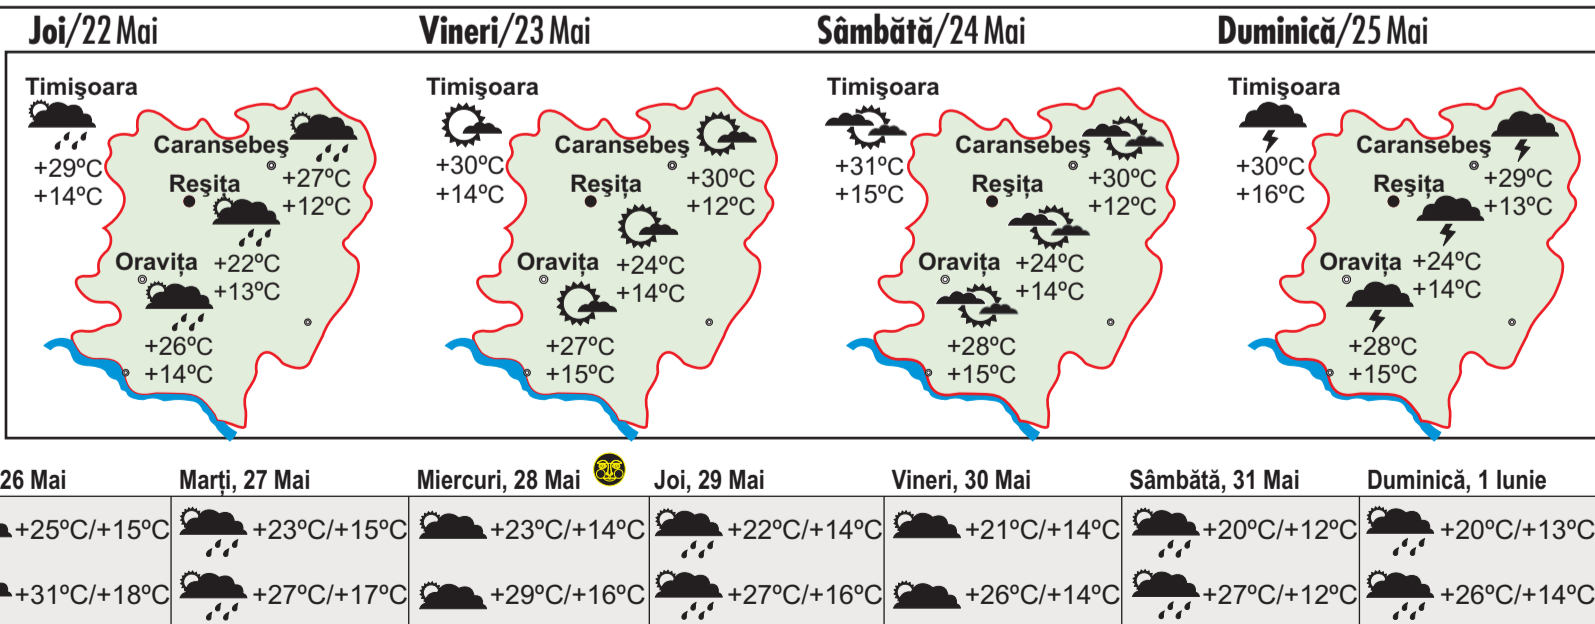 Joi/22 Mai
Timişoara
+29ºC
+14ºC
Caransebeş
+27ºC
+12ºC
Reşiţa
+22ºC
+13ºC
Oraviţa
+26ºC
+14ºC
Vineri/23 Mai
Timişoara
+30ºC
+14ºC
Caransebeş
+30ºC
+12ºC
Reşiţa
+24ºC
+14ºC
Oraviţa
+27ºC
+15ºC
Sâmbătă/24 Mai
Timişoara
+31ºC
+15ºC
Caransebeş
+30ºC
+12ºC
Reşiţa
+24ºC
+14ºC
Oraviţa
+28ºC
+15ºC
Duminică/25 Mai
Timişoara
+30ºC
+16ºC
Caransebeş
+29ºC
+13ºC
Reşiţa
+24ºC
+14ºC
Oraviţa
+28ºC
+15ºC
26 Mai Marţi, 27 Mai Miercuri, 28 Mai Joi, 29 Mai Vineri, 30 Mai Sâmbătă, 31 Mai Duminică, 1 Iunie
+25ºC/+15ºC +23ºC/+15ºC +23ºC/+14ºC +22ºC/+14ºC +21ºC/+14ºC +20ºC/+12ºC +20ºC/+13ºC
+31ºC/+18ºC +27ºC/+17ºC +29ºC/+16ºC +27ºC/+16ºC +26ºC/+14ºC +27ºC/+12ºC +26ºC/+14ºC